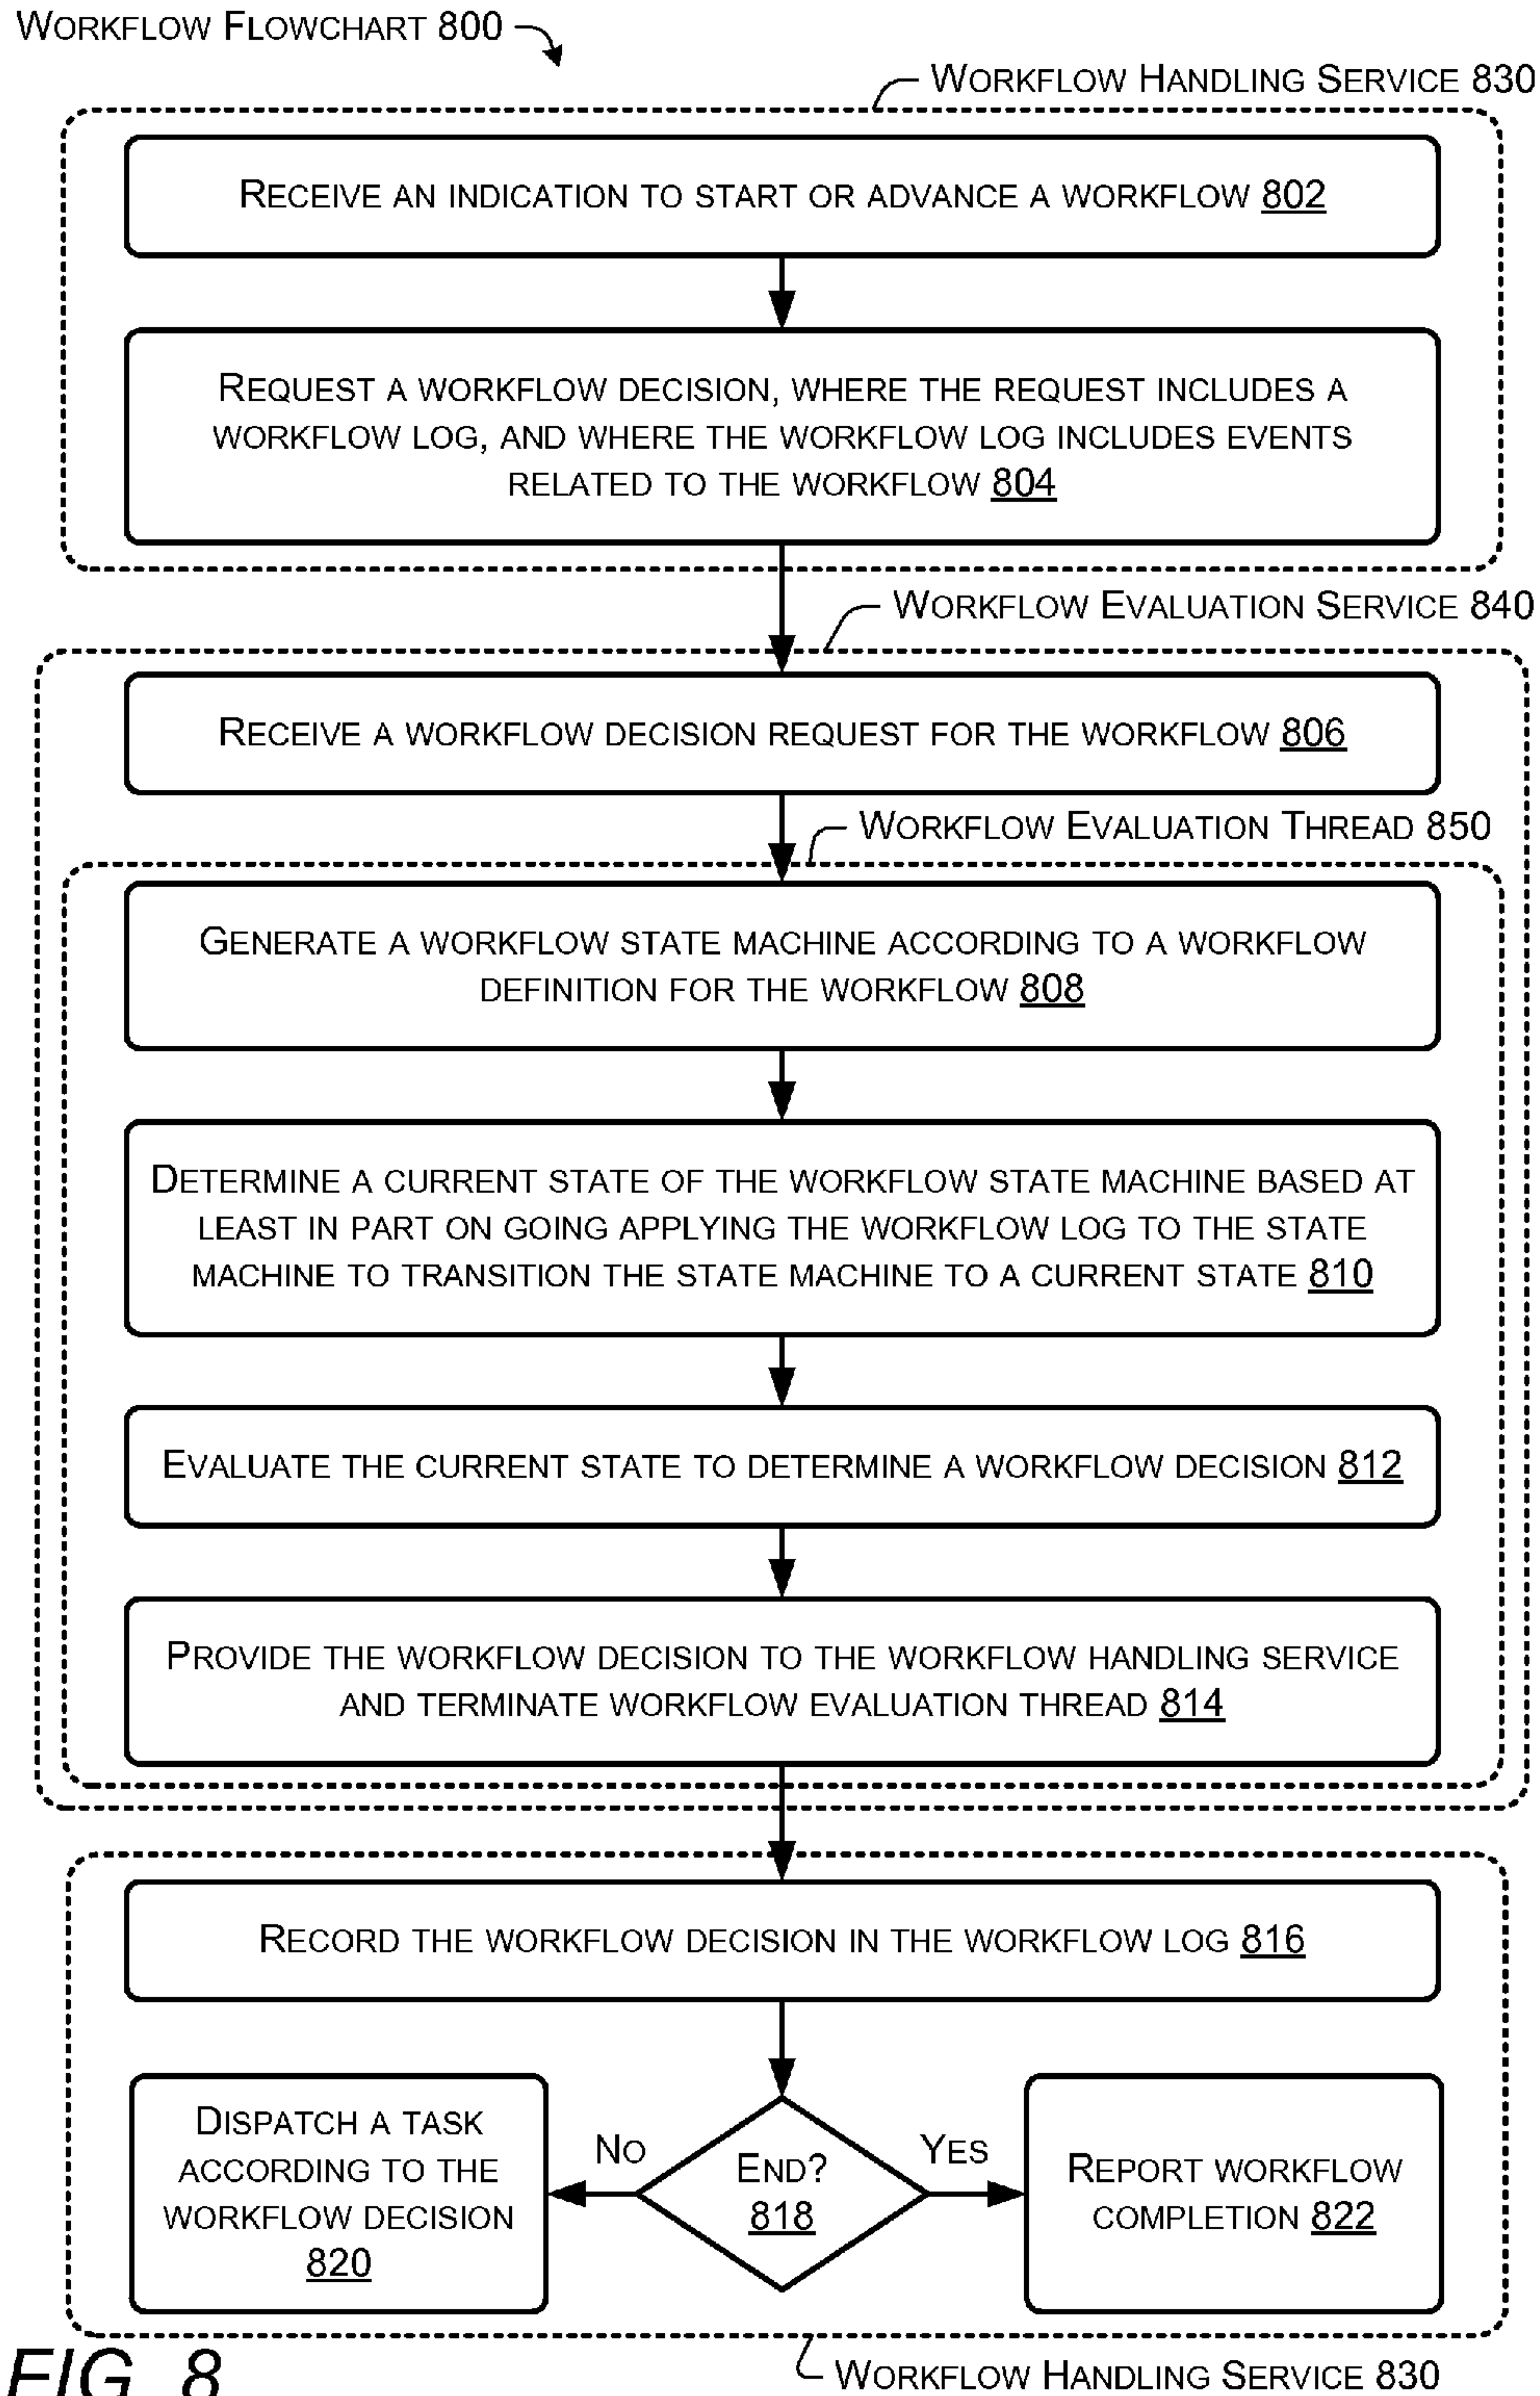 WORKFLOW FLOWCHART 800
WORKFLOW HANDLING SERVICE 830
RECEIVE AN INDICATION TO START OR ADVANCE A WORKFLOW 802
REQUEST A WORKFLOW DECISION, WHERE THE REQUEST INCLUDES A
WORKFLOW LOG, AND WHERE THE WORKFLOW LOG INCLUDES EVENTS
RELATED TO THE WORKFLOW 804
WORKFLOW EVALUATION SERVICE 840
RECEIVE A WORKFLOW DECISION REQUEST FOR THE WORKFLOW 806
WORKFLOW EVALUATION THREAD 850
GENERATE A WORKFLOW STATE MACHINE ACCORDING TO A WORKFLOW
DEFINITION FOR THE WORKFLOW 808
DETERMINE A CURRENT STATE OF THE WORKFLOW STATE MACHINE BASED AT
LEAST IN PART ON GOING APPLYING THE WORKFLOW LOG TO THE STATE
MACHINE TO TRANSITION THE STATE MACHINE TO A CURRENT STATE 810
EVALUATE THE CURRENT STATE TO DETERMINE A WORKFLOW DECISION 812
PROVIDE THE WORKFLOW DECISION TO THE WORKFLOW HANDLING SERVICE
AND TERMINATE WORKFLOW EVALUATION THREAD 814
RECORD THE WORKFLOW DECISION IN THE WORKFLOW LOG 816
DISPATCH A TASK
ACCORDING TO THE
WORKFLOW DECISION
820
NO
END?
818
YES
REPORT WORKFLOW
COMPLETION 822
WORKFLOW HANDLING SERVICE 830
FIG. 8